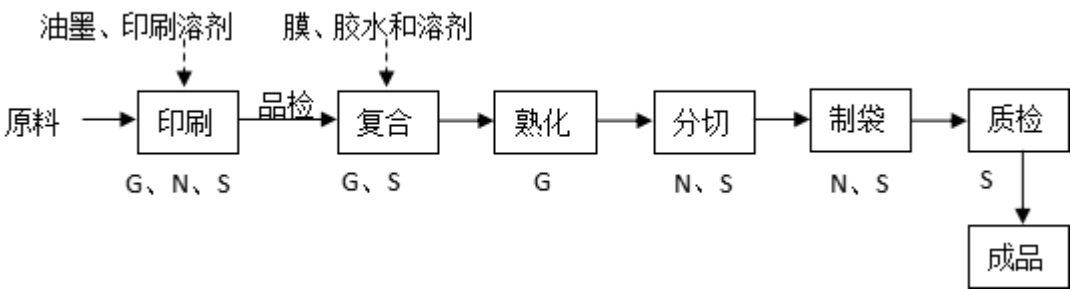 油墨、印刷溶剂 膜、胶水和溶剂
原料 印刷 品检 复合 熟化 分切 制袋 质检
G、N、S G、S G N、S N、S S
成品